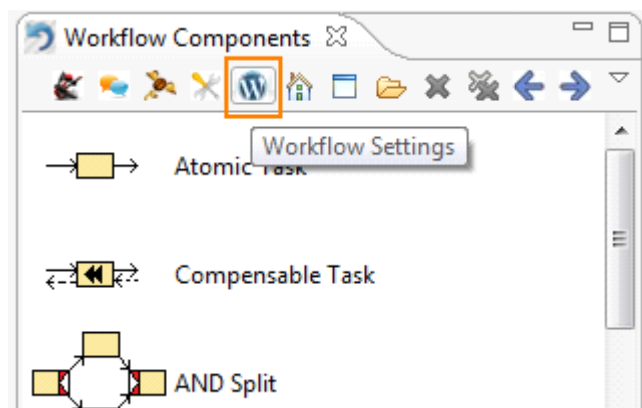 Workflow Components
Workflow Settings
Atomic Task
Compensable Task
AND Split